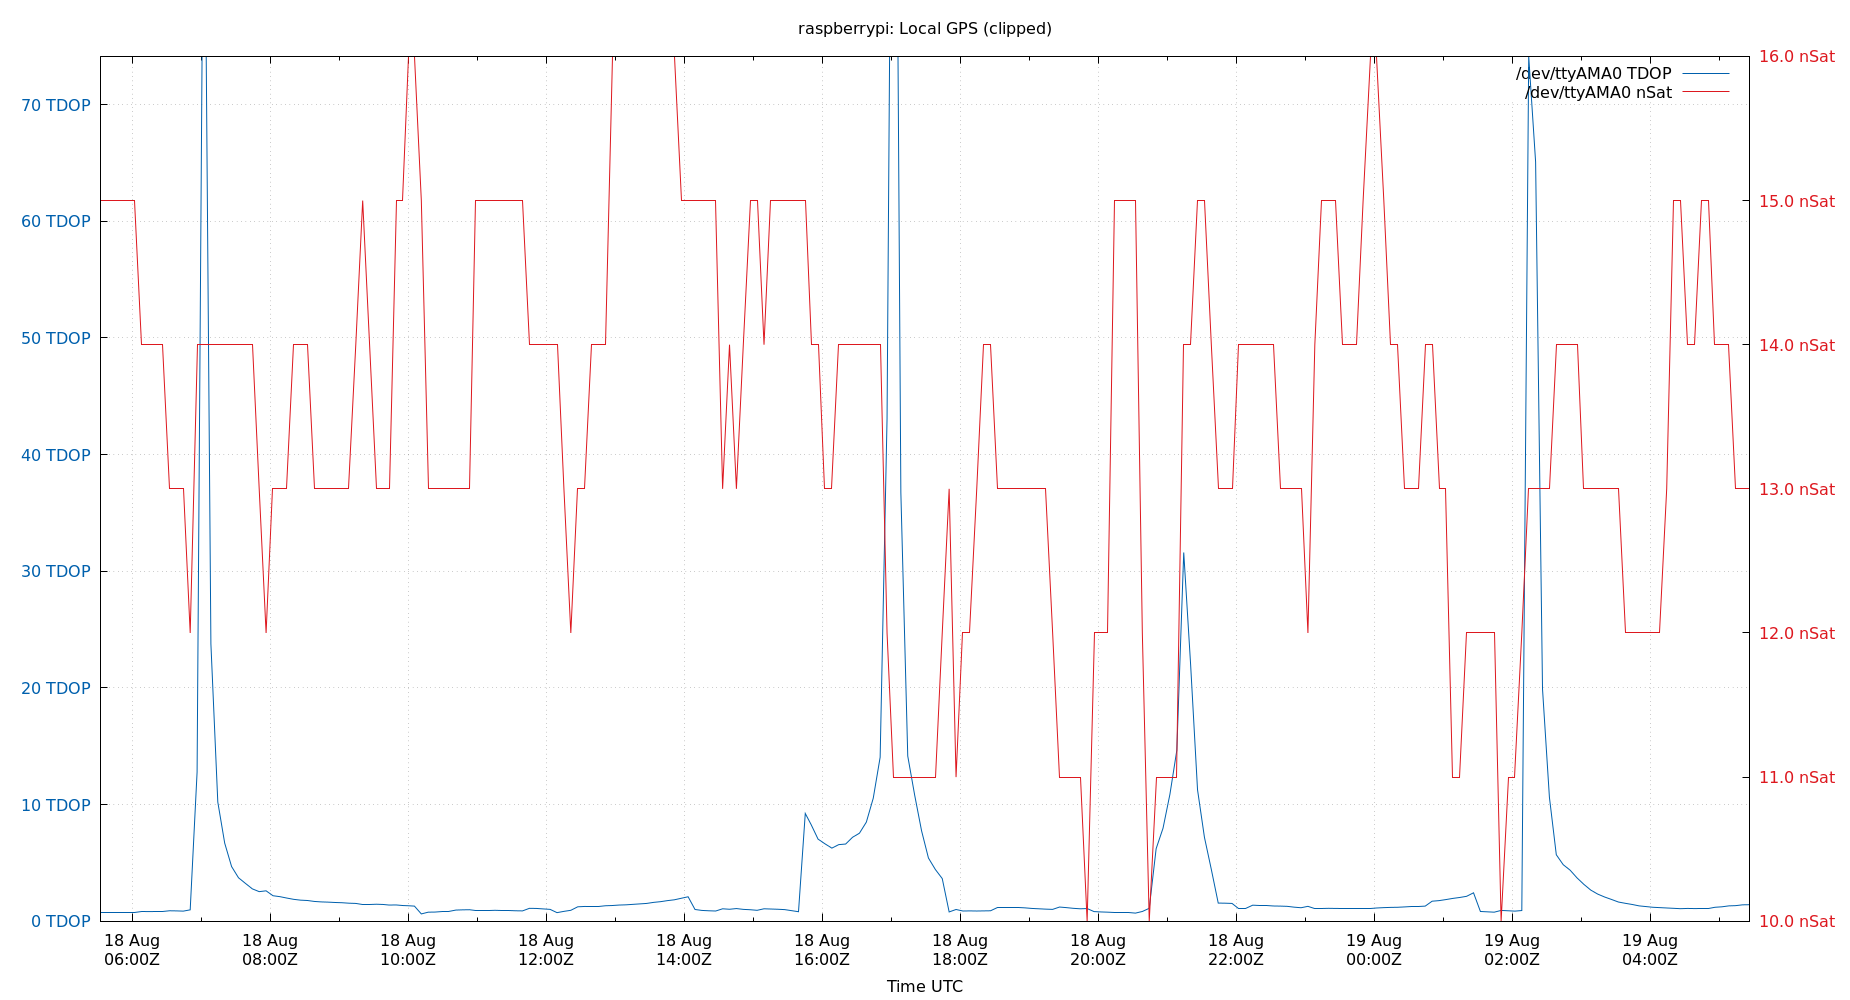 raspberrypi: Local GPS (clipped)
/dev/ttyAMA0 TDOP
/dev/ttyAMA0 nSat
70 TDOP
60 TDOP
50 TDOP
40 TDOP
30 TDOP
20 TDOP
10 TDOP
0 TDOP
16.0 nSat
15.0 nSat
14.0 nSat
13.0 nSat
12.0 nSat
11.0 nSat
10.0 nSat
18 Aug
06:00Z
18 Aug
08:00Z
18 Aug
10:00Z
18 Aug
12:00Z
18 Aug
14:00Z
18 Aug
16:00Z
18 Aug
18:00Z
18 Aug
20:00Z
18 Aug
22:00Z
19 Aug
00:00Z
19 Aug
02:00Z
19 Aug
04:00Z
Time UTC